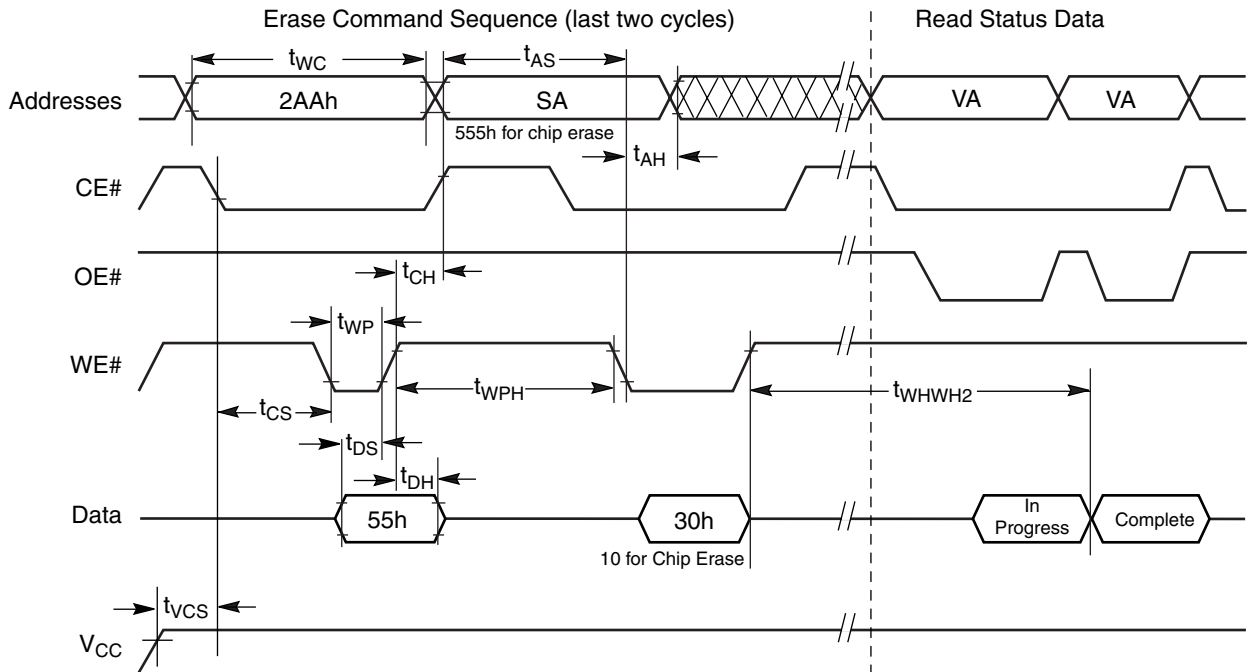 Erase Command Sequence (last two cycles) Read Status Data
tWC tAS
Addresses 2AAh SA VA VA
555h for chip erase
tAH
CE#
OE#
tCH
tWP
WE#
tWPH tWHWH2
tCS
tDS
tDH
Data 55h 30h In Progress Complete
10 for Chip Erase
tVCS
VCC